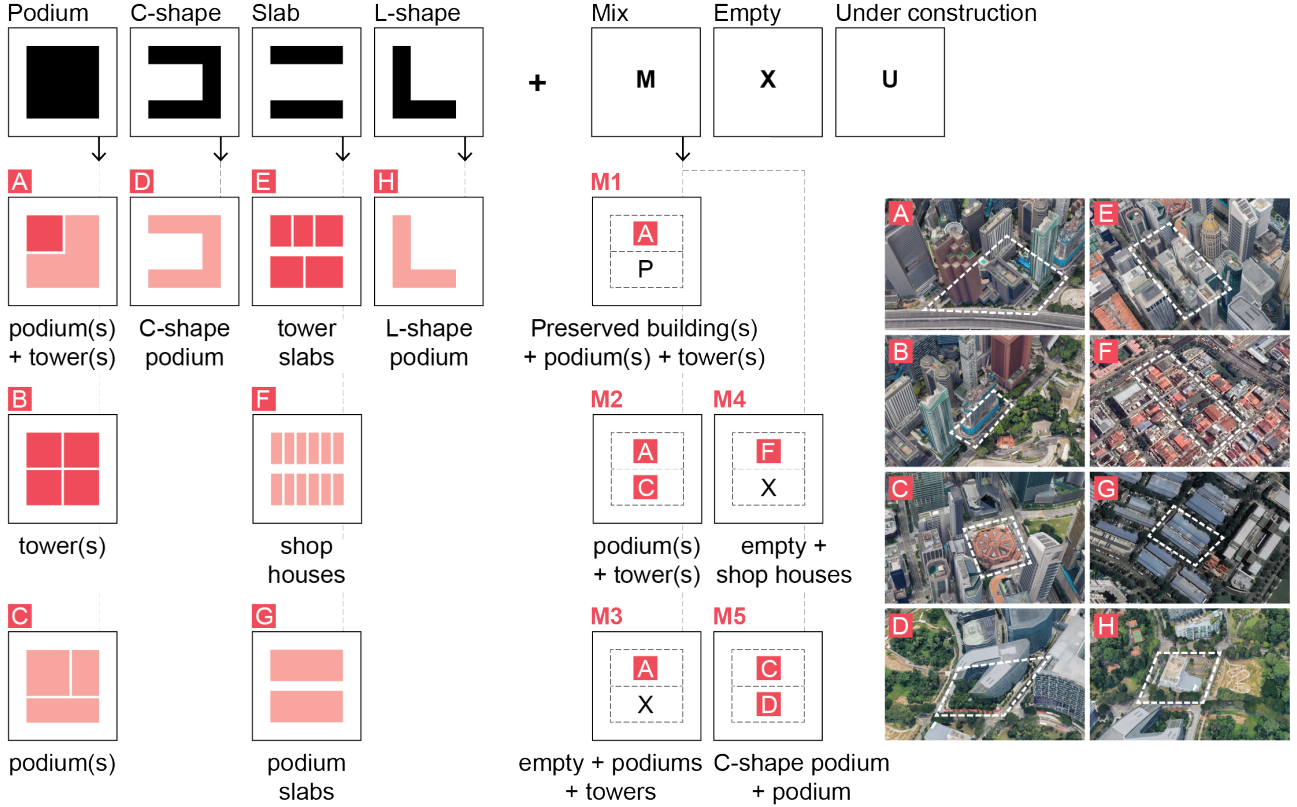 Podium C-shape Slab L-shape Mix Empty Under construction
+ M X U
A D E H M1
A
P
podium(s)
+ tower(s)
C-shape
podium
tower
slabs
L-shape
podium
Preserved building(s)
+ podium(s) + tower(s)
B F M2 M4
A F
C X
tower(s)
shop
houses
podium(s)
+ tower(s)
empty +
shop houses
C G M3 M5
A C
X D
podium(s)
podium
slabs
empty + podiums
+ towers
C-shape podium
+ podium
A E
B F
C G
D H